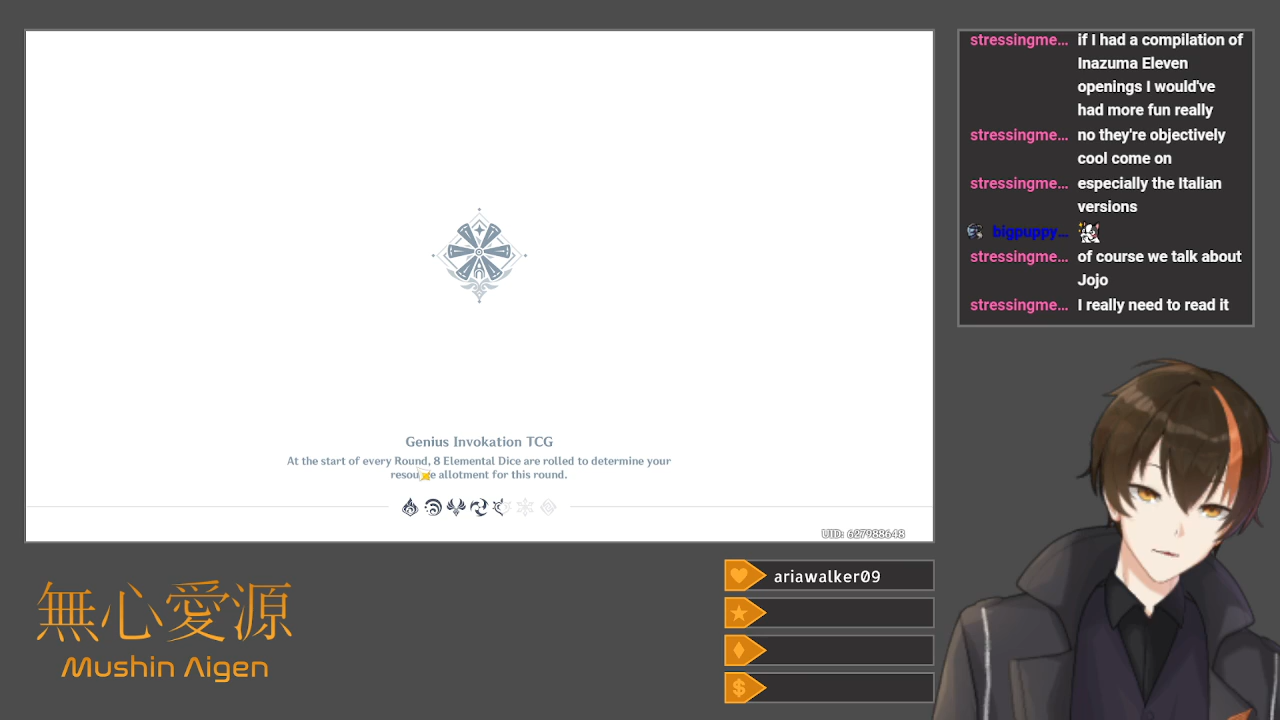 stressingme... if I had a compilation of
Inazuma Eleven
openings I would've
had more fun really
stressingme... no they're objectively
cool come on
stressingme... especially the Italian
versions
bigpuppy...
stressingme... of course we talk about
Jojo
stressingme... I really need to read it
Genius Invokation TCG
At the start of every Round, 8 Elemental Dice are rolled to determine your
resource allotment for this round.
UID: 627988648
無心愛源
Mushin Aigen
ariawalker09